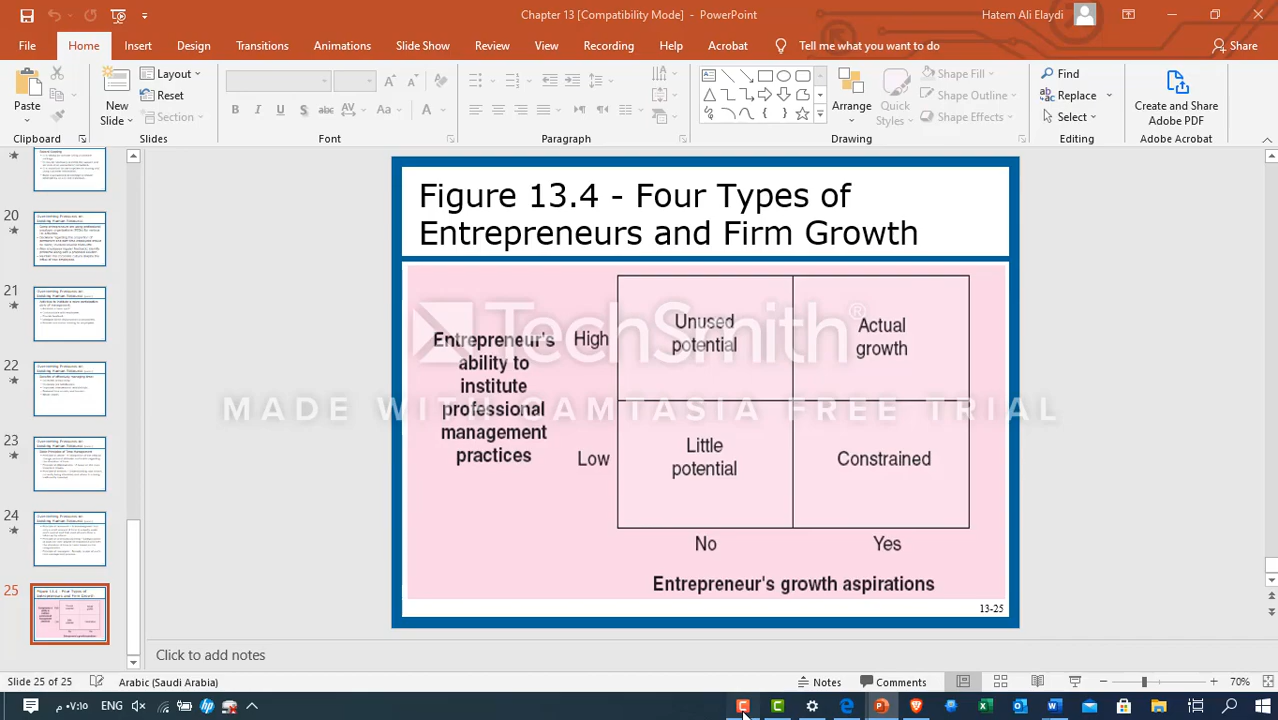 Chapter 13 [Compatibility Mode] - PowerPoint
Hatem Ali Elaydi
File Home Insert Design Transitions Animations Slide Show Review View Recording Help Acrobat Tell me what you want to do Share
Paste
New Slide
Layout
Reset
Section
B I U S abc AV Aa A
Arrange
Quick Styles
Shape Fill
Shape Outline
Shape Effects
Find
Replace
Select
Create and Share Adobe PDF
Clipboard Slides Font Paragraph Drawing Editing Adobe Acrobat
20
21
22
23
24
25
Figure 13.4 - Four Types of
Entrepreneurs and Firm Growth
Entrepreneur's
ability to
institute
professional
management
practices
High
Low
Unused
potential
Actual
growth
Little
potential
Constrained
No
Yes
Entrepreneur's growth aspirations
13-25
TechSmith
MADE WITH CAMTASIA FREE TRIAL
Click to add notes
Slide 25 of 25 Arabic (Saudi Arabia) Notes Comments 70%
ENG